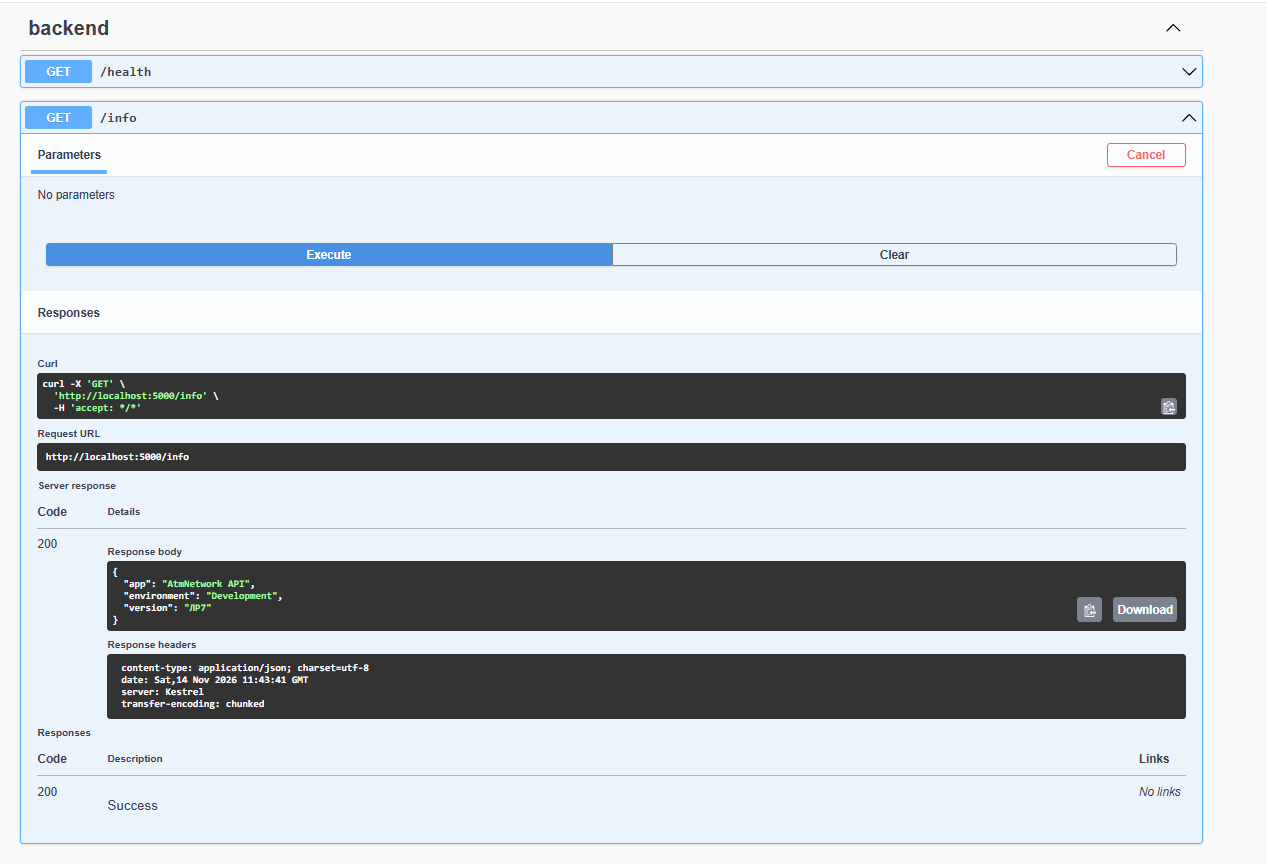 backend
GET /health
GET /info
Parameters
Cancel
No parameters
Execute
Clear
Responses
Curl
curl -X 'GET' \
  'http://localhost:5000/info' \
  -H 'accept: */*'
Request URL
http://localhost:5000/info
Server response
Code Details
200
Response body
{
  "app": "AtmNetwork API",
  "environment": "Development",
  "version": "ЛР7"
}
Download
Response headers
content-type: application/json; charset=utf-8
date: Sat,14 Nov 2026 11:43:41 GMT
server: Kestrel
transfer-encoding: chunked
Responses
Code Description Links
200 Success No links